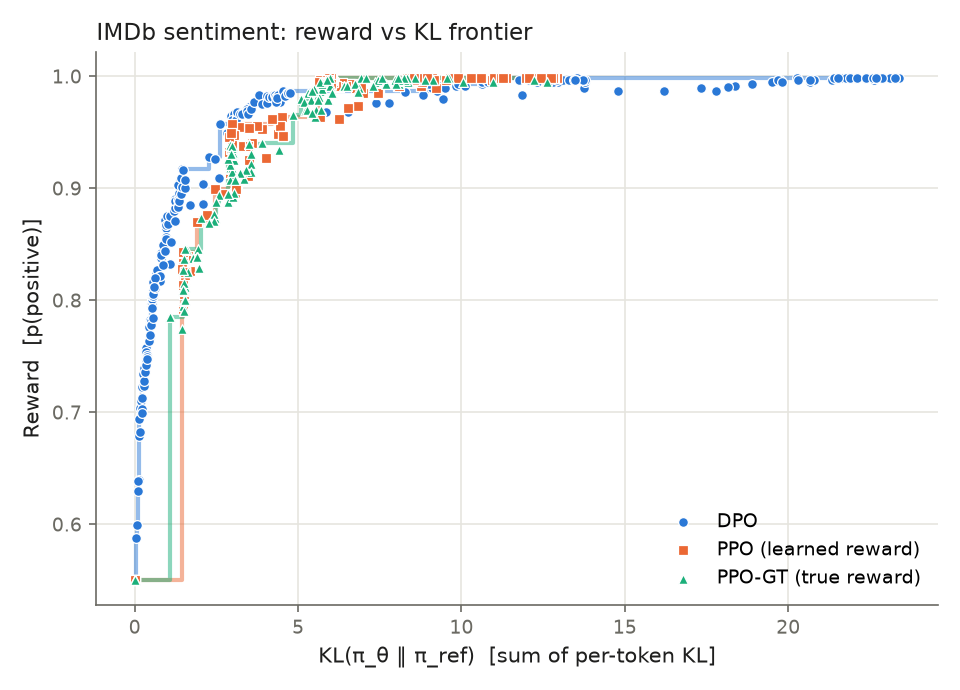 IMDb sentiment: reward vs KL frontier
Reward [p(positive)]
1.0
0.9
0.8
0.7
0.6
0
5
10
15
20
KL(π_θ ‖ π_ref) [sum of per-token KL]
DPO
PPO (learned reward)
PPO-GT (true reward)